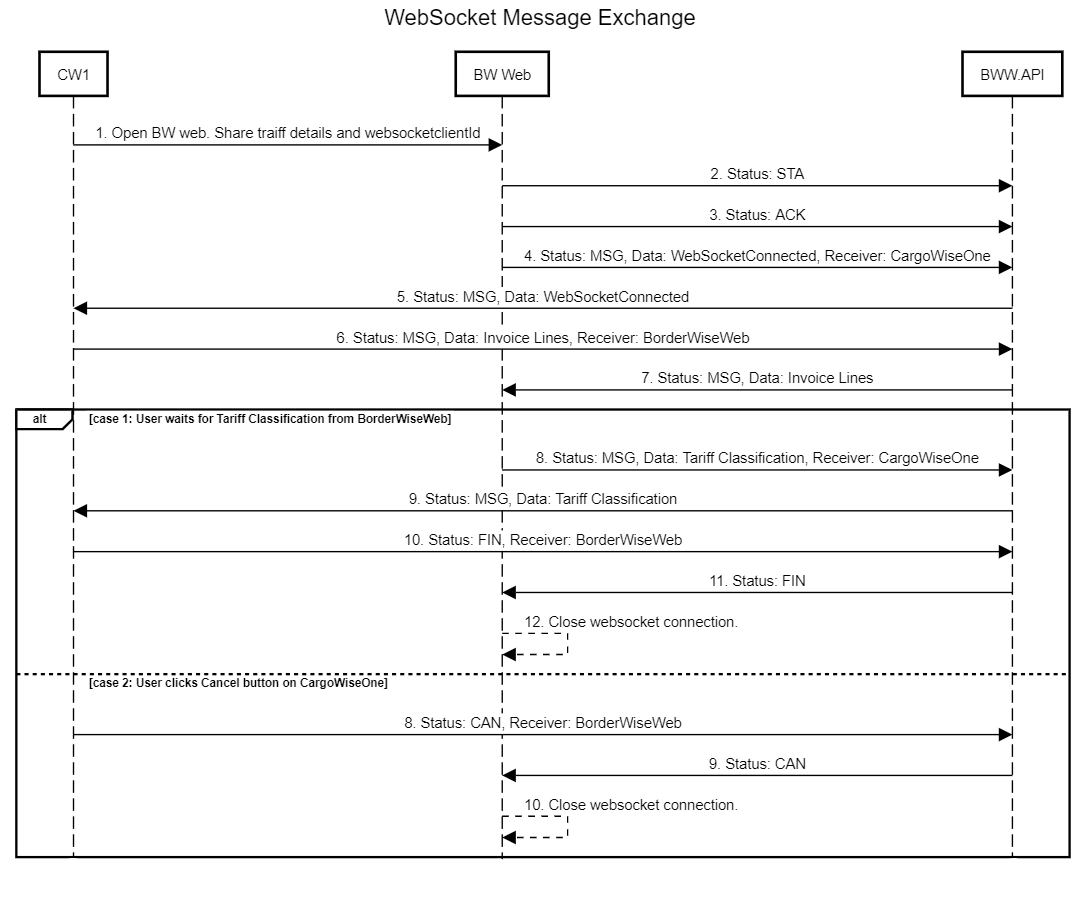 WebSocket Message Exchange
CW1
BW Web
BWW.API
1. Open BW web. Share traiff details and websocketclientId
2. Status: STA
3. Status: ACK
4. Status: MSG, Data: WebSocketConnected, Receiver: CargoWiseOne
5. Status: MSG, Data: WebSocketConnected
6. Status: MSG, Data: Invoice Lines, Receiver: BorderWiseWeb
7. Status: MSG, Data: Invoice Lines
alt
[case 1: User waits for Tariff Classification from BorderWiseWeb]
8. Status: MSG, Data: Tariff Classification, Receiver: CargoWiseOne
9. Status: MSG, Data: Tariff Classification
10. Status: FIN, Receiver: BorderWiseWeb
11. Status: FIN
12. Close websocket connection.
[case 2: User clicks Cancel button on CargoWiseOne]
8. Status: CAN, Receiver: BorderWiseWeb
9. Status: CAN
10. Close websocket connection.